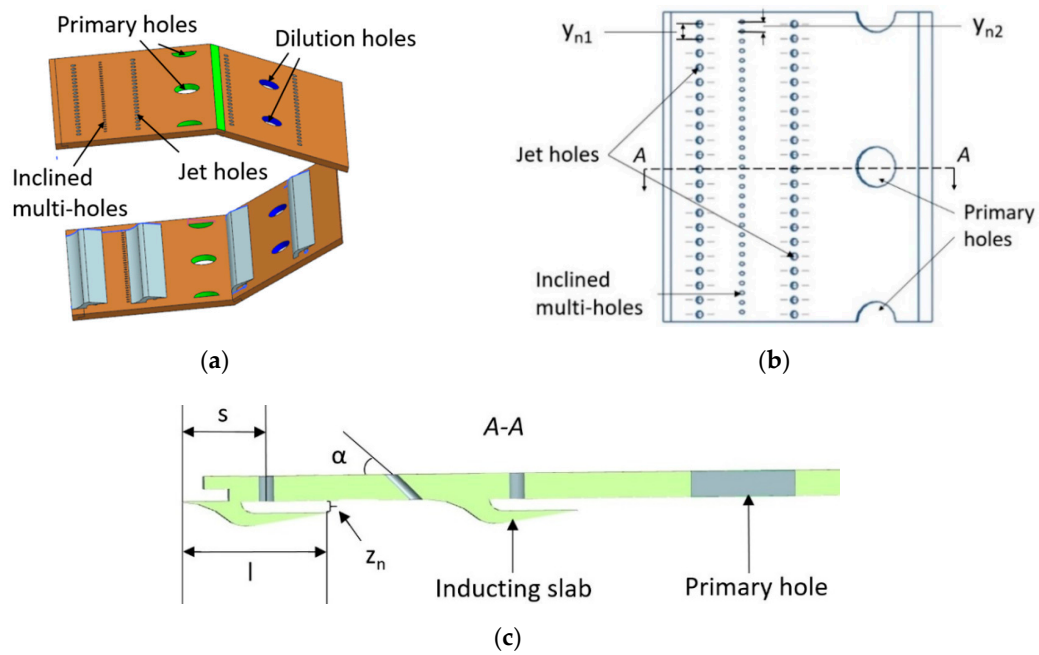 Primary holes
Dilution holes
Inclined
multi-holes
Jet holes
(a)
yn1
yn2
Jet holes
A
A
Primary
holes
Inclined
multi-holes
(b)
s
A-A
α
zn
l
Inducting slab
Primary hole
(c)